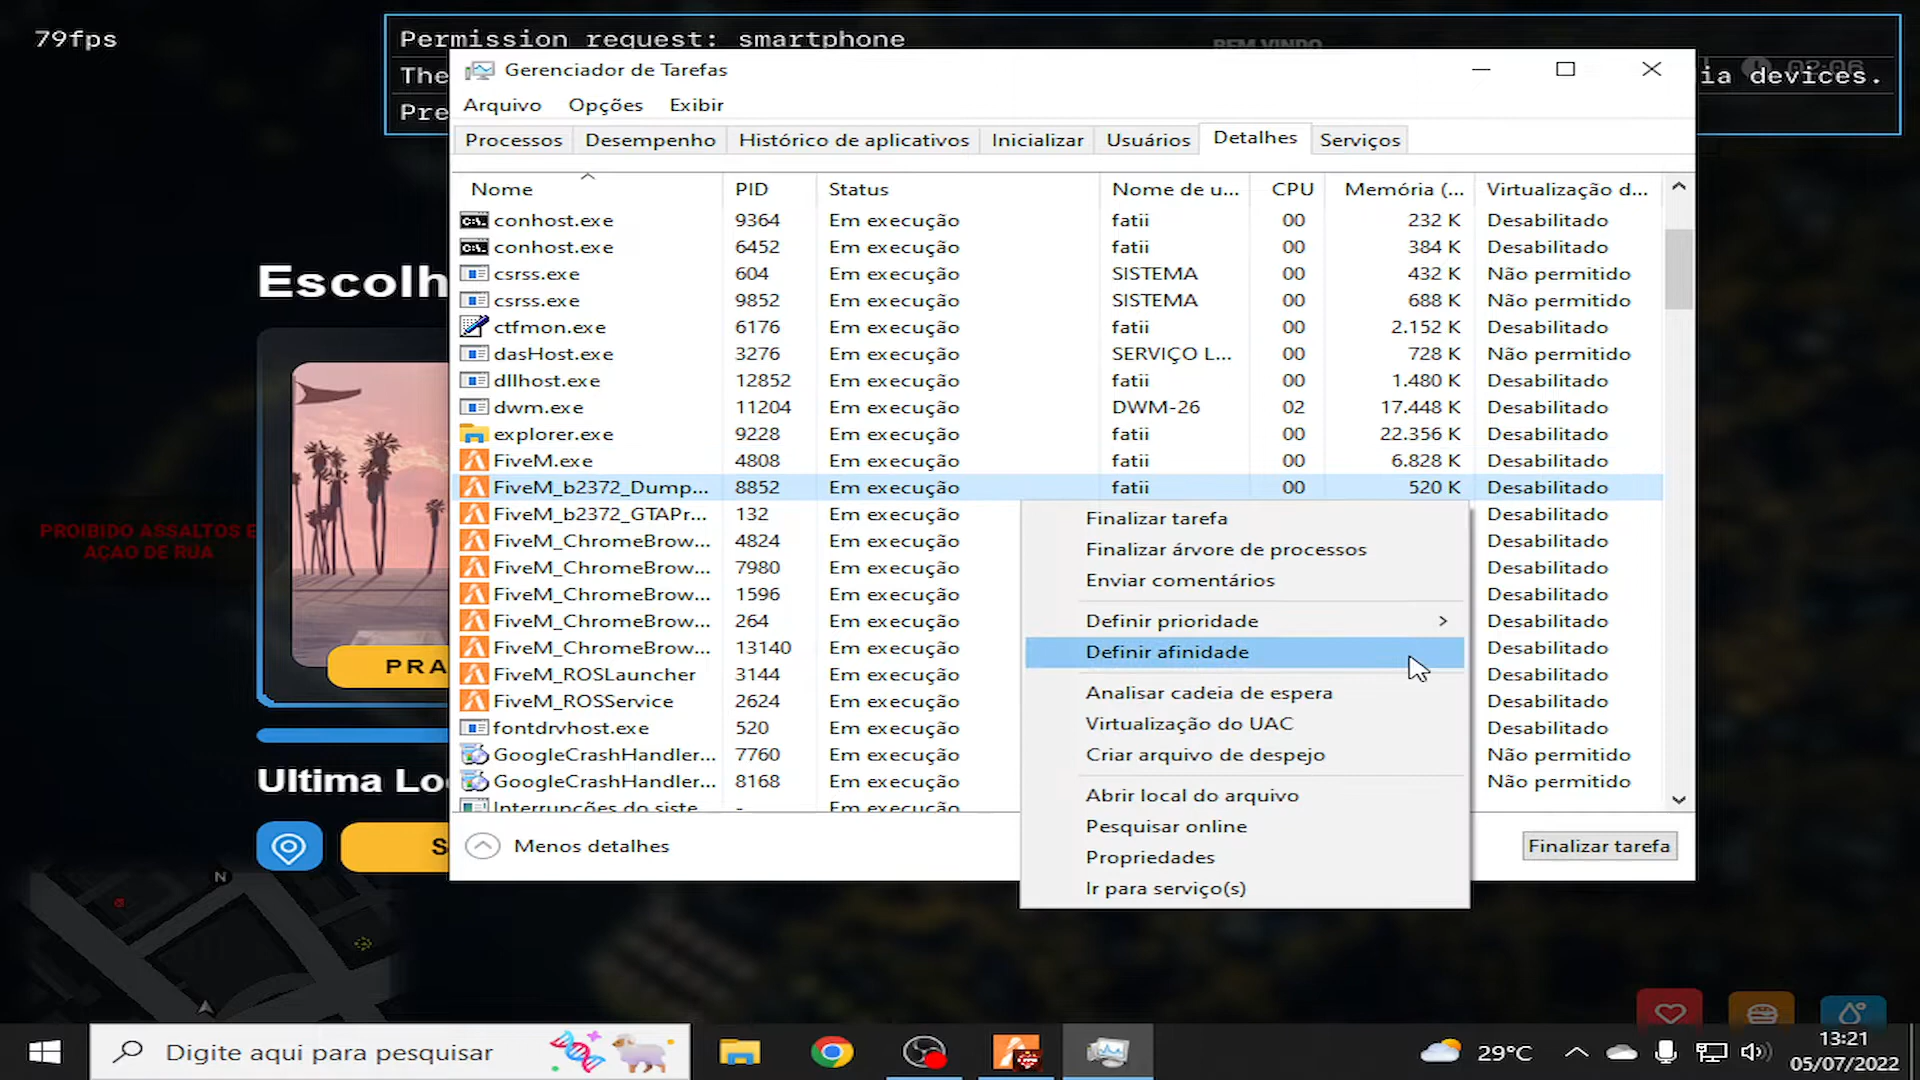 79fps
Permission request: smartphone
BEM VINDO
The
ia devices.
02:06
Pre
Gerenciador de Tarefas
Arquivo Opções Exibir
Processos Desempenho Histórico de aplicativos Inicializar Usuários Detalhes Serviços
Nome PID Status Nome de u... CPU Memória (... Virtualização d...
conhost.exe 9364 Em execução fatii 00 232 K Desabilitado
conhost.exe 6452 Em execução fatii 00 384 K Desabilitado
csrss.exe 604 Em execução SISTEMA 00 432 K Não permitido
csrss.exe 9852 Em execução SISTEMA 00 688 K Não permitido
ctfmon.exe 6176 Em execução fatii 00 2.152 K Desabilitado
dasHost.exe 3276 Em execução SERVIÇO L... 00 728 K Não permitido
dllhost.exe 12852 Em execução fatii 00 1.480 K Desabilitado
dwm.exe 11204 Em execução DWM-26 02 17.448 K Desabilitado
explorer.exe 9228 Em execução fatii 00 22.356 K Desabilitado
FiveM.exe 4808 Em execução fatii 00 6.828 K Desabilitado
FiveM_b2372_Dump... 8852 Em execução fatii 00 520 K Desabilitado
FiveM_b2372_GTAPr... 132 Em execução Desabilitado
FiveM_ChromeBrow... 4824 Em execução Desabilitado
FiveM_ChromeBrow... 7980 Em execução Desabilitado
FiveM_ChromeBrow... 1596 Em execução Desabilitado
FiveM_ChromeBrow... 264 Em execução Desabilitado
FiveM_ChromeBrow... 13140 Em execução Desabilitado
FiveM_ROSLauncher 3144 Em execução Desabilitado
FiveM_ROSService 2624 Em execução Desabilitado
fontdrvhost.exe 520 Em execução Desabilitado
GoogleCrashHandler... 7760 Em execução Não permitido
GoogleCrashHandler... 8168 Em execução Não permitido
Interrupções do siste - Em execução
Finalizar tarefa
Finalizar árvore de processos
Enviar comentários
Definir prioridade
Definir afinidade
Analisar cadeia de espera
Virtualização do UAC
Criar arquivo de despejo
Abrir local do arquivo
Pesquisar online
Propriedades
Ir para serviço(s)
Menos detalhes
Finalizar tarefa
Escolh
PROIBIDO ASSALTOS E
AÇAO DE RUA
PRA
Ultima Lo
S
N
Digite aqui para pesquisar
29°C
13:21
05/07/2022